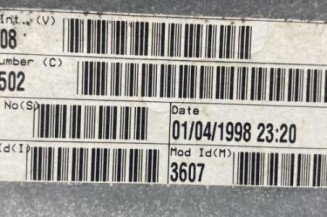 Int.. (V)
08
umber (C)
502
No(S)
Date
01/04/1998 23:20
Id(I)
Mod Id(M)
3607